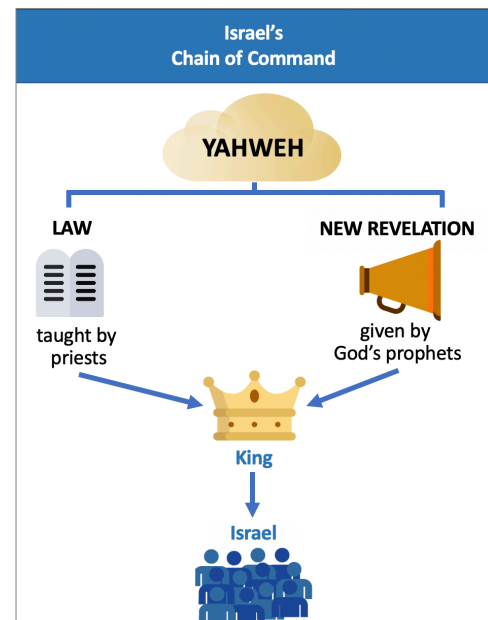 Israel's
Chain of Command
YAHWEH
LAW
taught by
priests
NEW REVELATION
given by
God's prophets
King
Israel